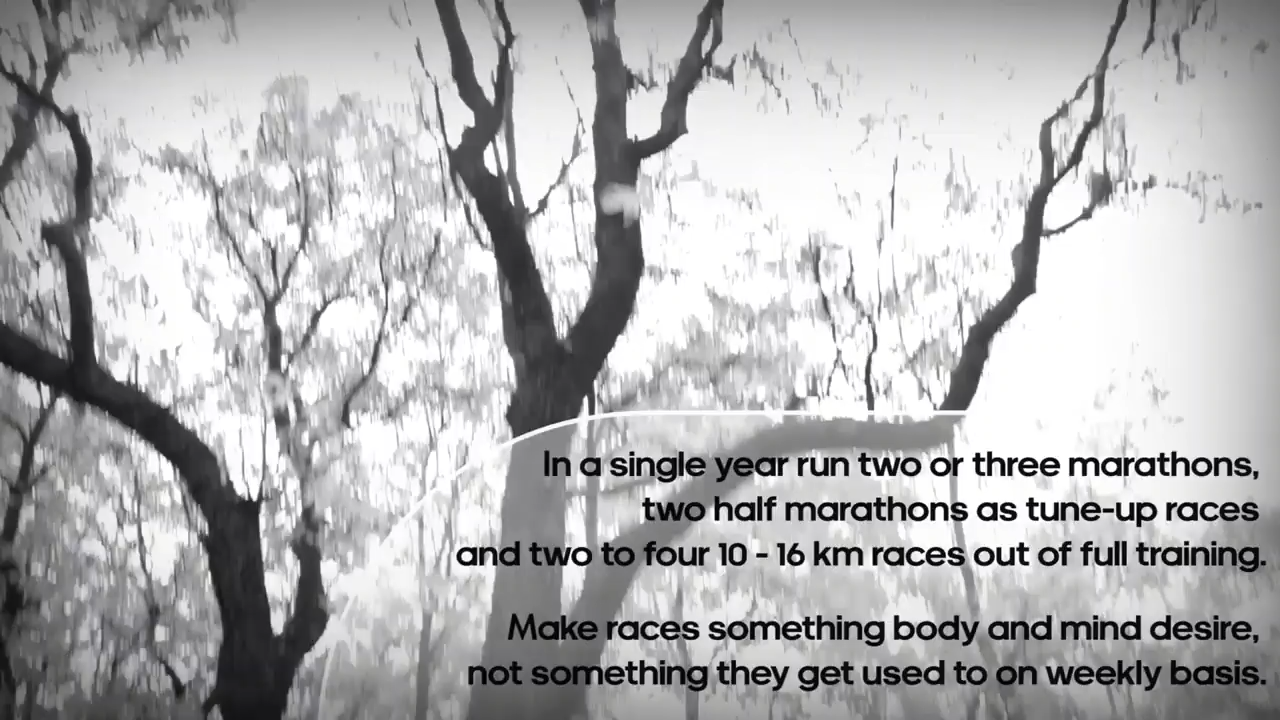 In a single year run two or three marathons,
two half marathons as tune-up races
and two to four 10 - 16 km races out of full training.
Make races something body and mind desire,
not something they get used to on weekly basis.